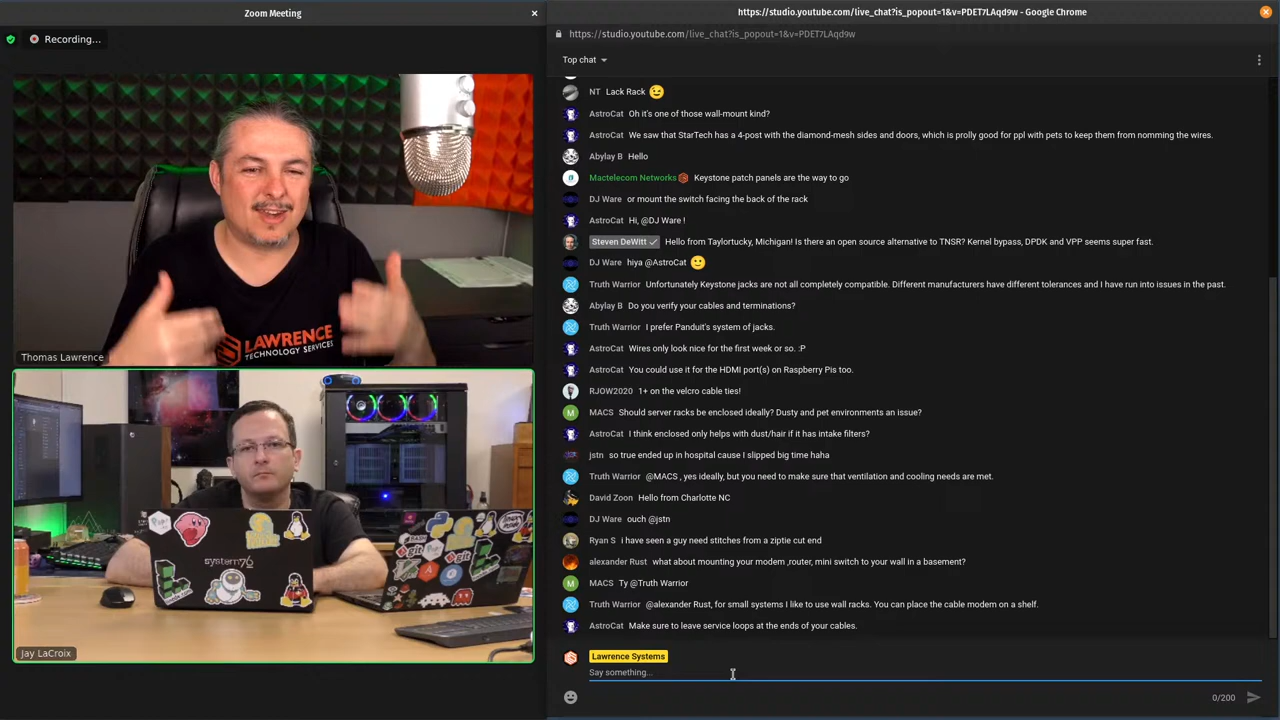 Zoom Meeting
×
Recording...
LAWRENCE
TECHNOLOGY SERVICES
Thomas Lawrence
system76
git
git
Jay LaCroix
https://studio.youtube.com/live_chat?is_popout=1&v=PDET7LAqd9w - Google Chrome
https://studio.youtube.com/live_chat?is_popout=1&v=PDET7LAqd9w
Top chat
NT Lack Rack 😉
AstroCat Oh it's one of those wall-mount kind?
AstroCat We saw that StarTech has a 4-post with the diamond-mesh sides and doors, which is prolly good for ppl with pets to keep them from nomming the wires.
Abylay B Hello
Mactelecom Networks Keystone patch panels are the way to go
DJ Ware or mount the switch facing the back of the rack
AstroCat Hi, @DJ Ware !
Steven DeWitt ✓ Hello from Taylortucky, Michigan! Is there an open source alternative to TNSR? Kernel bypass, DPDK and VPP seems super fast.
DJ Ware hiya @AstroCat 🙂
Truth Warrior Unfortunately Keystone jacks are not all completely compatible. Different manufacturers have different tolerances and I have run into issues in the past.
Abylay B Do you verify your cables and terminations?
Truth Warrior I prefer Panduit's system of jacks.
AstroCat Wires only look nice for the first week or so. :P
AstroCat You could use it for the HDMI port(s) on Raspberry Pis too.
RJOW2020 1+ on the velcro cable ties!
M MACS Should server racks be enclosed ideally? Dusty and pet environments an issue?
AstroCat I think enclosed only helps with dust/hair if it has intake filters?
jstn so true ended up in hospital cause I slipped big time haha
Truth Warrior @MACS , yes ideally, but you need to make sure that ventilation and cooling needs are met.
David Zoon Hello from Charlotte NC
DJ Ware ouch @jstn
Ryan S i have seen a guy need stitches from a ziptie cut end
alexander Rust what about mounting your modem ,router, mini switch to your wall in a basement?
M MACS Ty @Truth Warrior
Truth Warrior @alexander Rust, for small systems I like to use wall racks. You can place the cable modem on a shelf.
AstroCat Make sure to leave service loops at the ends of your cables.
Lawrence Systems
Say something...
0/200